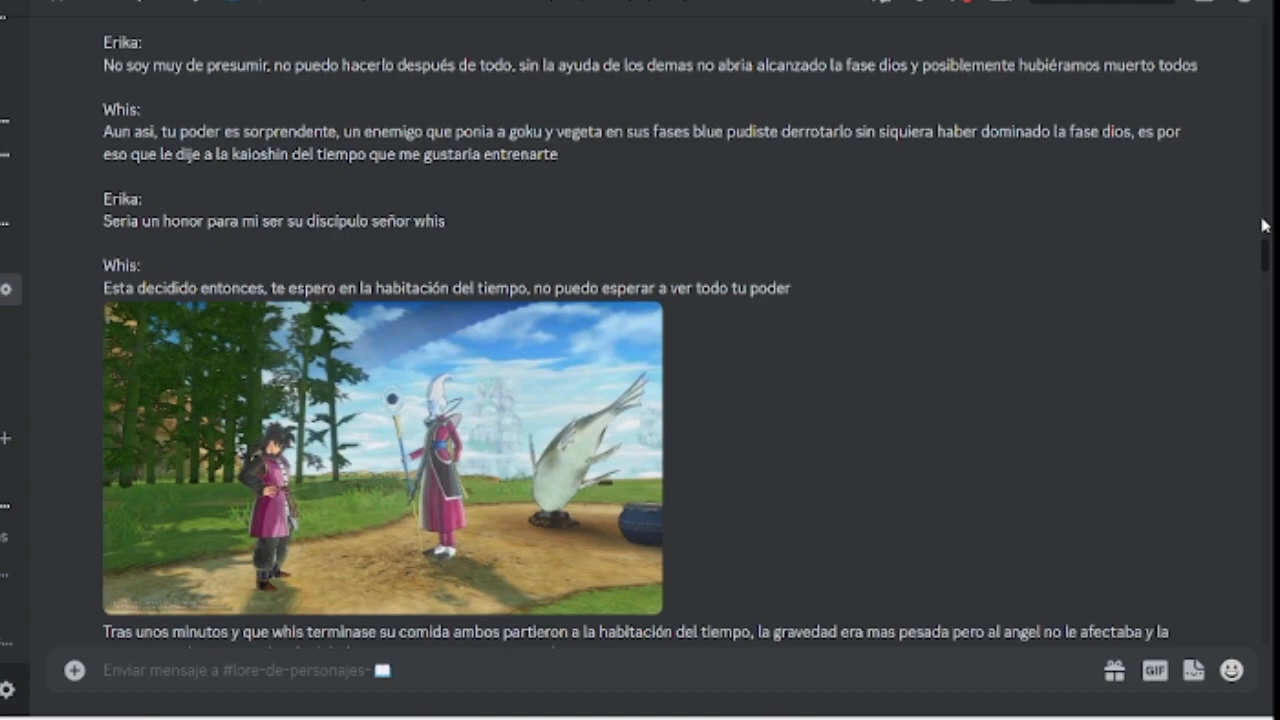 Erika:
No soy muy de presumir, no puedo hacerlo después de todo, sin la ayuda de los demas no abria alcanzado la fase dios y posiblemente hubiéramos muerto todos
Whis:
Aun asi, tu poder es sorprendente, un enemigo que ponia a goku y vegeta en sus fases blue pudiste derrotarlo sin siquiera haber dominado la fase dios, es por
eso que le dije a la kaioshin del tiempo que me gustaria entrenarte
Erika:
Seria un honor para mi ser su discípulo señor whis
Whis:
Esta decidido entonces, te espero en la habitación del tiempo, no puedo esperar a ver todo tu poder
Tras unos minutos y que whis terminase su comida ambos partieron a la habitación del tiempo, la gravedad era mas pesada pero al angel no le afectaba y la
Enviar mensaje a #lore-de-personajes-
GIF